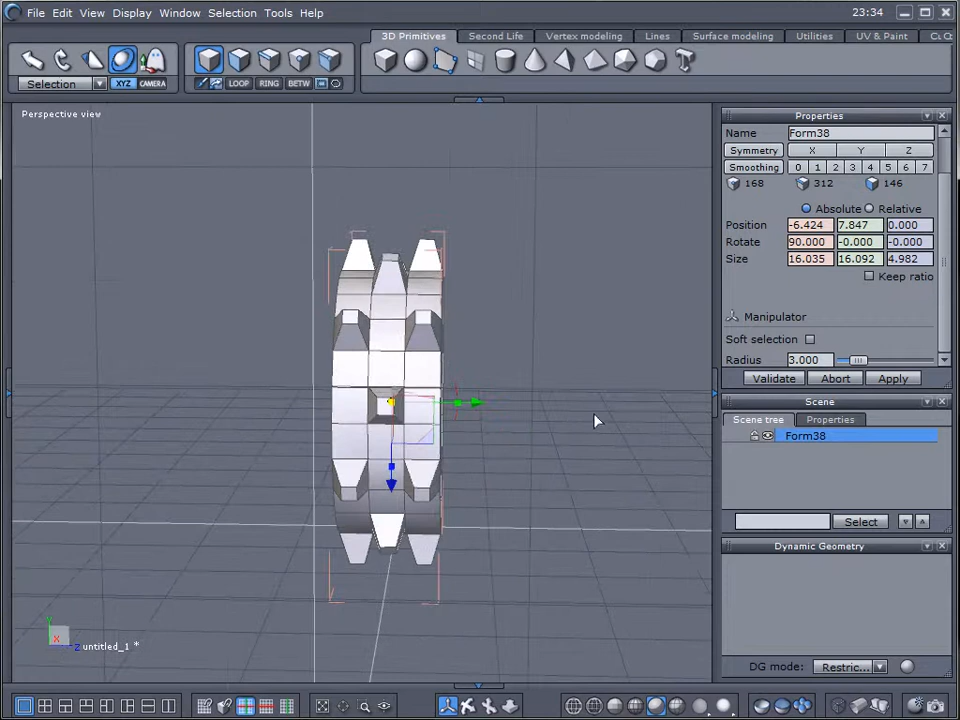 File Edit View Display Window Selection Tools Help 23:34
3D Primitives Second Life Vertex modeling Lines Surface modeling Utilities UV & Paint
Selection XYZ CAMERA LOOP RING BETW
Perspective view
Properties
Name Form38
Symmetry X Y Z
Smoothing 0 1 2 3 4 5 6 7
168 312 146
Absolute Relative
Position -6.424 7.847 0.000
Rotate 90.000 -0.000 -0.000
Size 16.035 16.092 4.982
Keep ratio
Manipulator
Soft selection
Radius 3.000
Validate Abort Apply
Scene
Scene tree Properties
Form38
Select
Dynamic Geometry
Y
X
Z
untitled_1 *
DG mode: Restric...